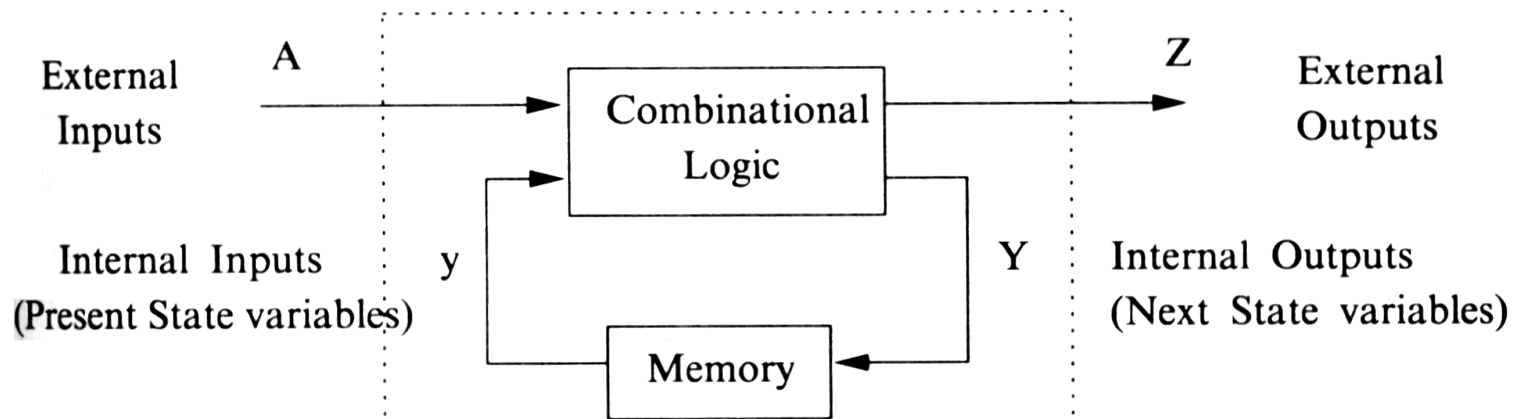 External
Inputs
A
Combinational
Logic
Z
External
Outputs
Internal Inputs
(Present State variables)
y
Y
Internal Outputs
(Next State variables)
Memory